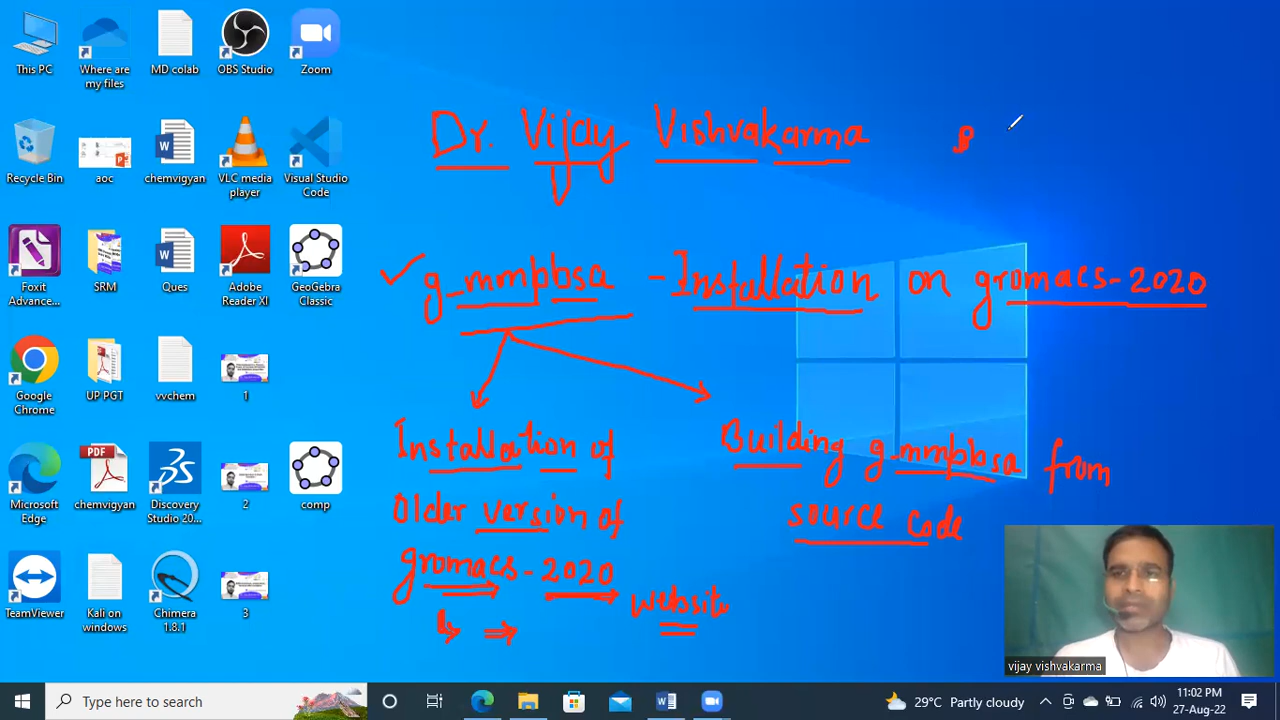 This PC
Where are my files
MD colab
OBS Studio
Zoom
Recycle Bin
aoc
chemvigyan
VLC media player
Visual Studio Code
Foxit Advance...
SRM
Ques
Adobe Reader XI
GeoGebra Classic
Google Chrome
UP PGT
vvchem
1
Microsoft Edge
chemvigyan
Discovery Studio 20...
2
comp
TeamViewer
Kali on windows
Chimera 1.8.1
3
PDF
Dr. Vijay Vishvakarma
g_mmpbsa - Installation on gromacs-2020
Installation of
Older version of
gromacs-2020
website
Building g_mmpbsa from
source code
vijay vishvakarma
Type here to search
29°C Partly cloudy
11:02 PM
27-Aug-22